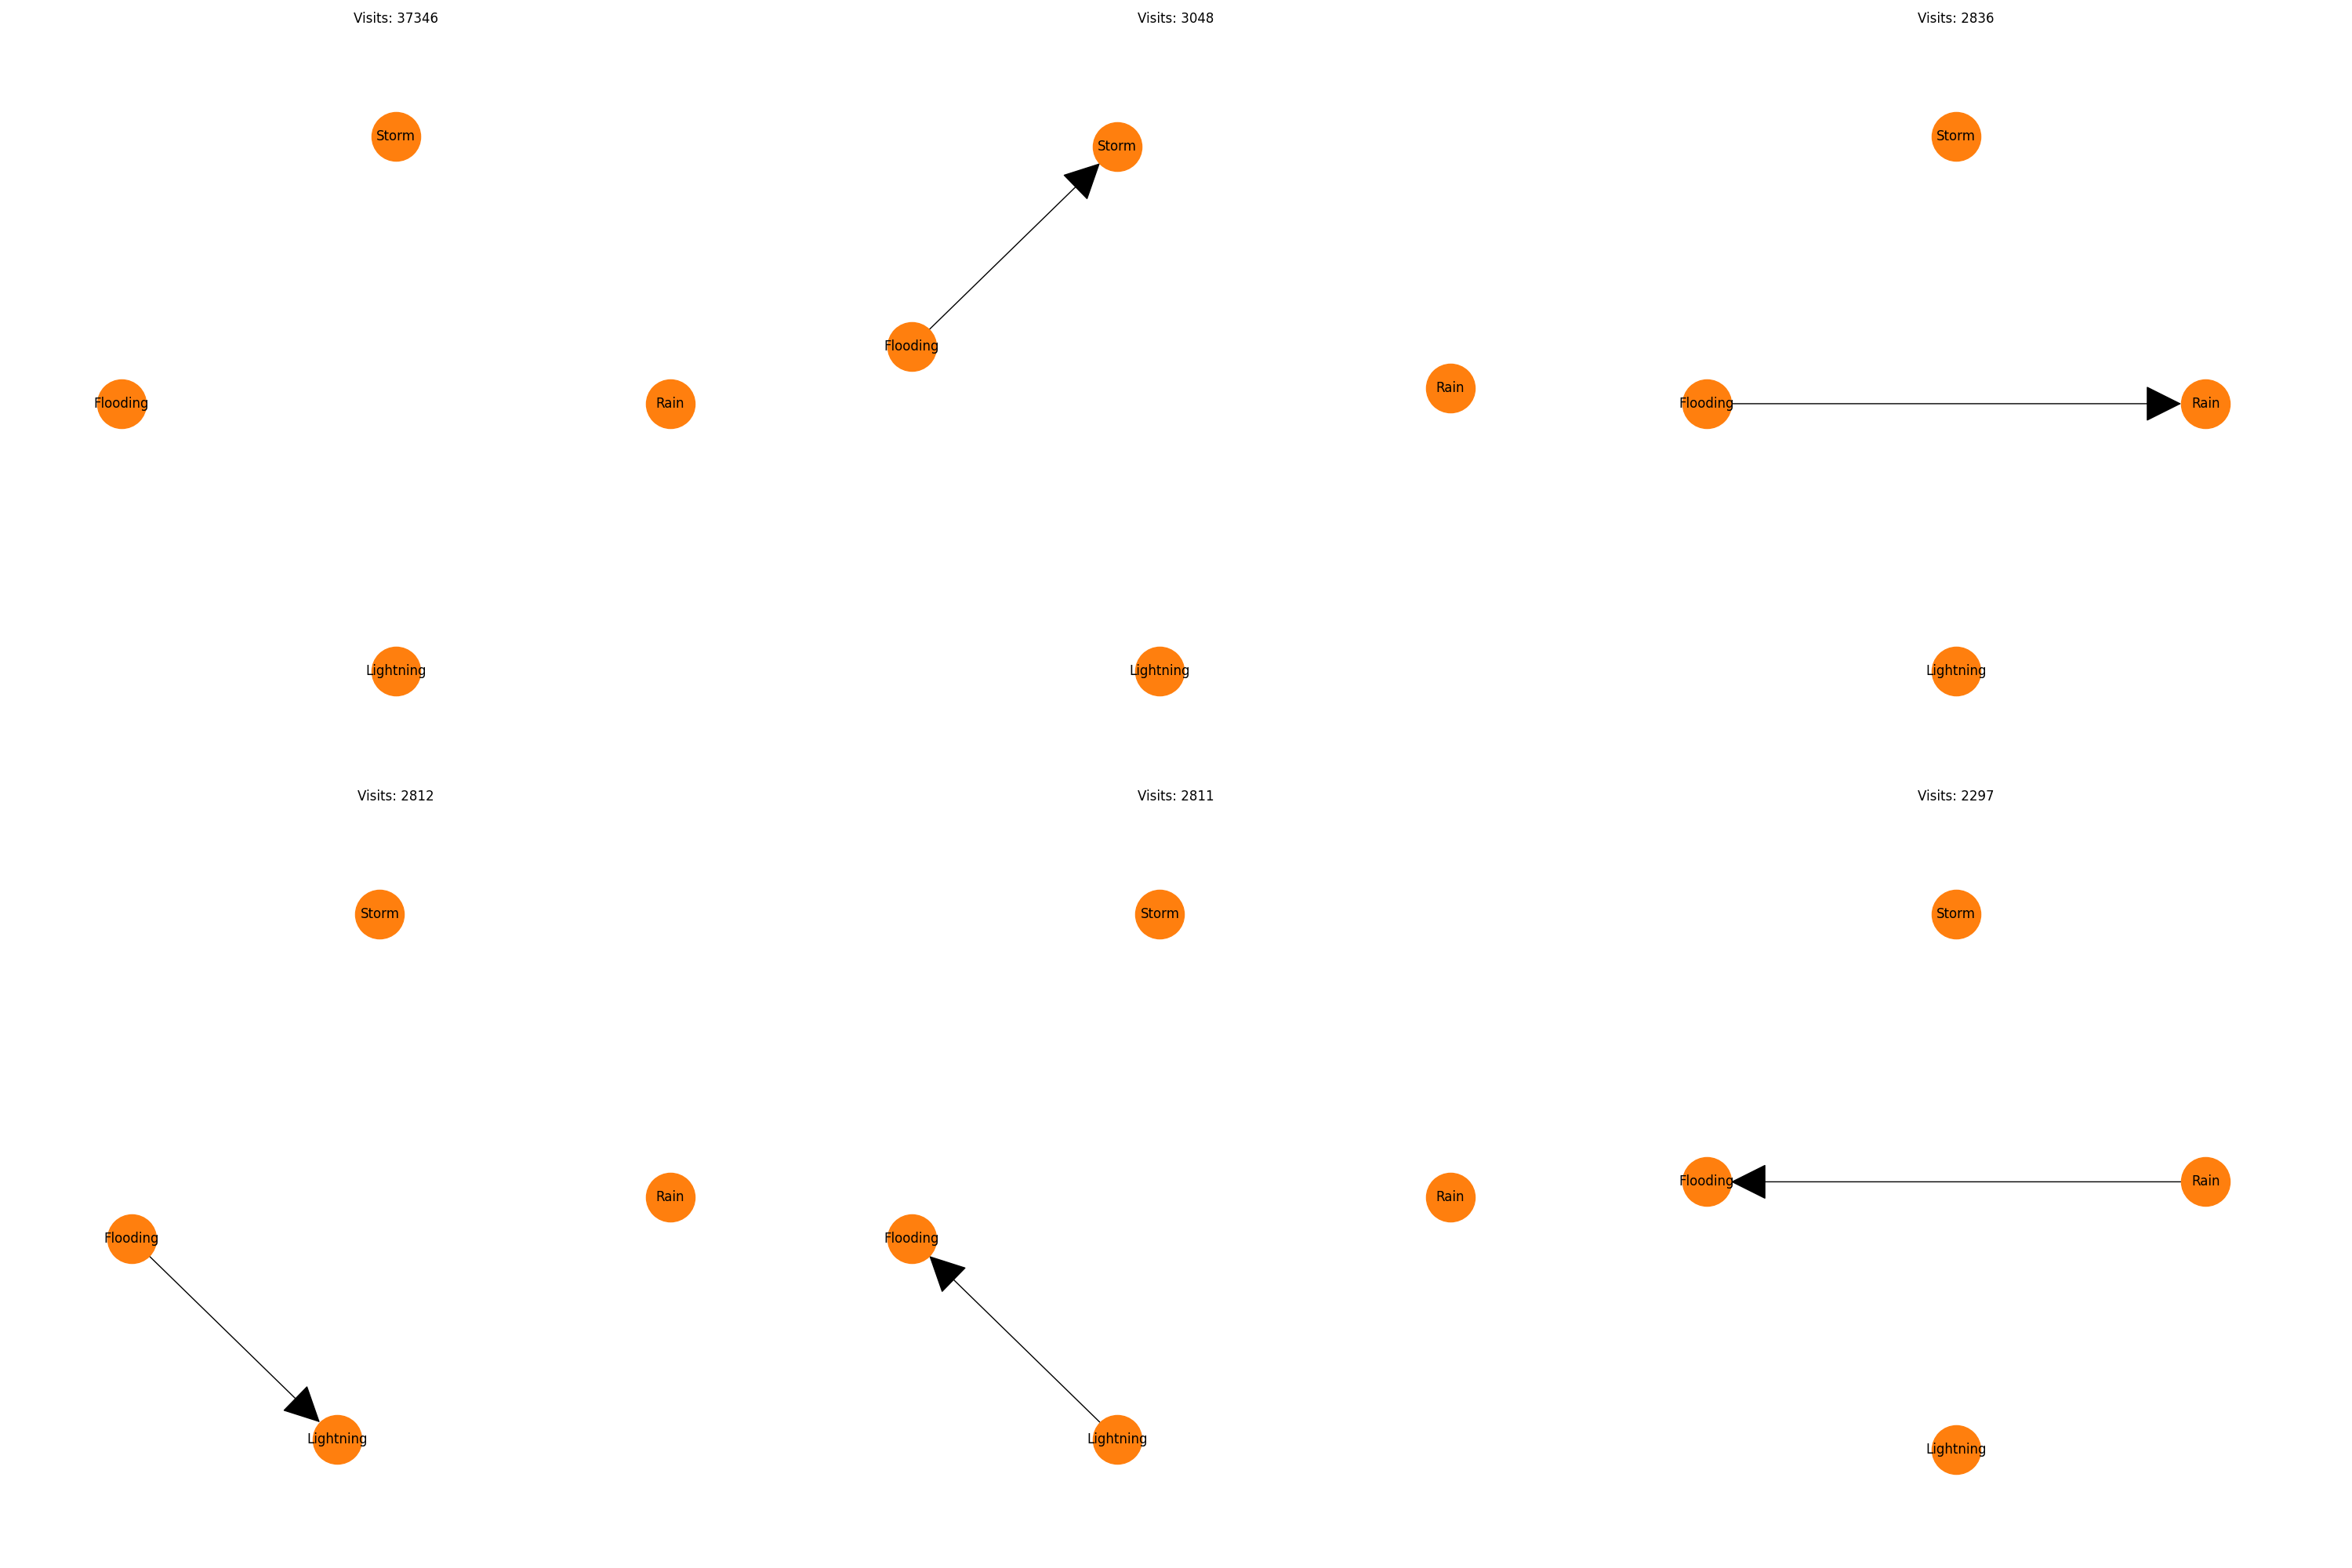 Visits: 37346
Storm
Flooding
Rain
Lightning
Visits: 3048
Storm
Flooding
Rain
Lightning
Visits: 2836
Storm
Flooding
Rain
Lightning
Visits: 2812
Storm
Rain
Flooding
Lightning
Visits: 2811
Storm
Rain
Flooding
Lightning
Visits: 2297
Storm
Flooding
Rain
Lightning